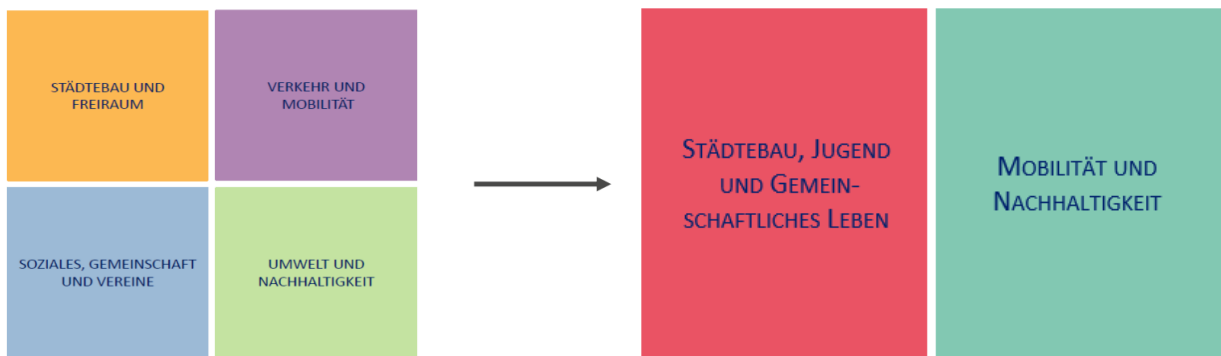 STÄDTEBAU UND
FREIRAUM
VERKEHR UND
MOBILITÄT
SOZIALES, GEMEINSCHAFT
UND VEREINE
UMWELT UND
NACHHALTIGKEIT
STÄDTEBAU, JUGEND
UND GEMEIN-
SCHAFTLICHES LEBEN
MOBILITÄT UND
NACHHALTIGKEIT